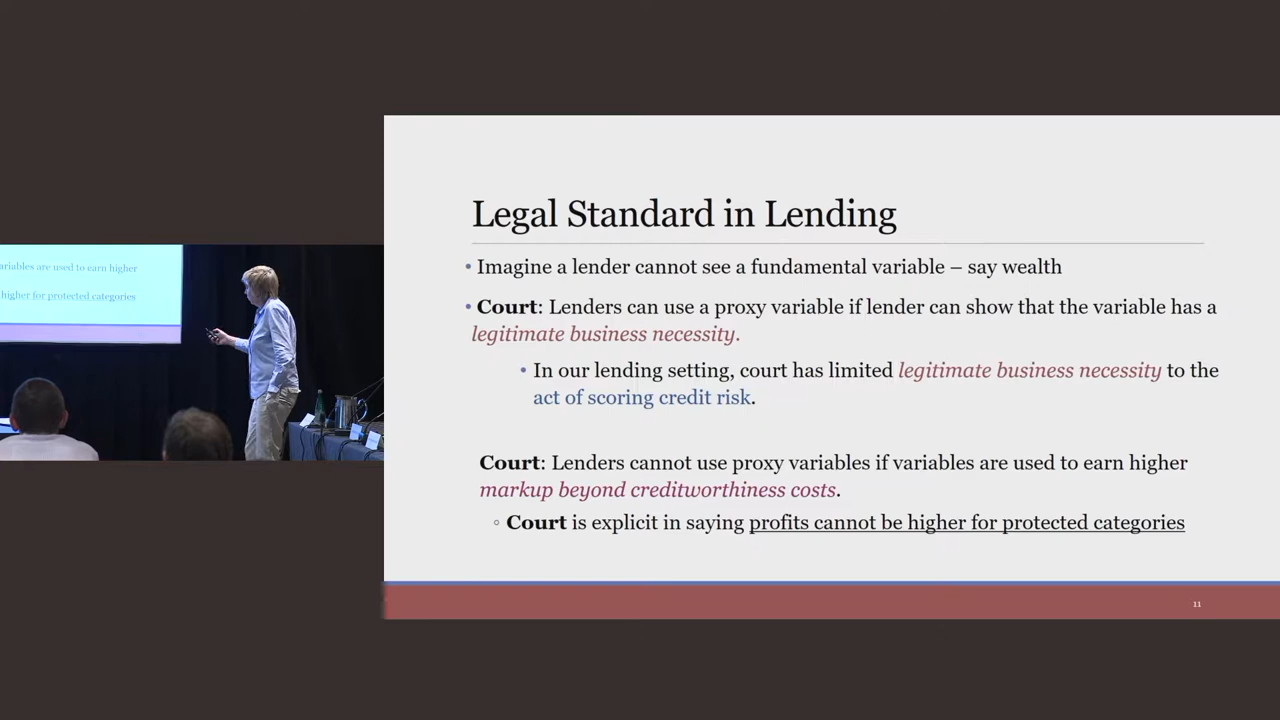 ariables are used to earn higher
higher for protected categories
Legal Standard in Lending
• Imagine a lender cannot see a fundamental variable – say wealth
• Court: Lenders can use a proxy variable if lender can show that the variable has a
legitimate business necessity.
• In our lending setting, court has limited legitimate business necessity to the
act of scoring credit risk.
Court: Lenders cannot use proxy variables if variables are used to earn higher
markup beyond creditworthiness costs.
◦ Court is explicit in saying profits cannot be higher for protected categories
11